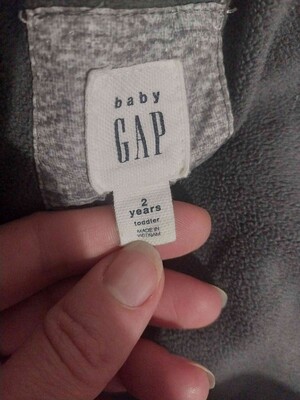 baby
GAP
2
years
toddler
MADE IN
VIETNAM